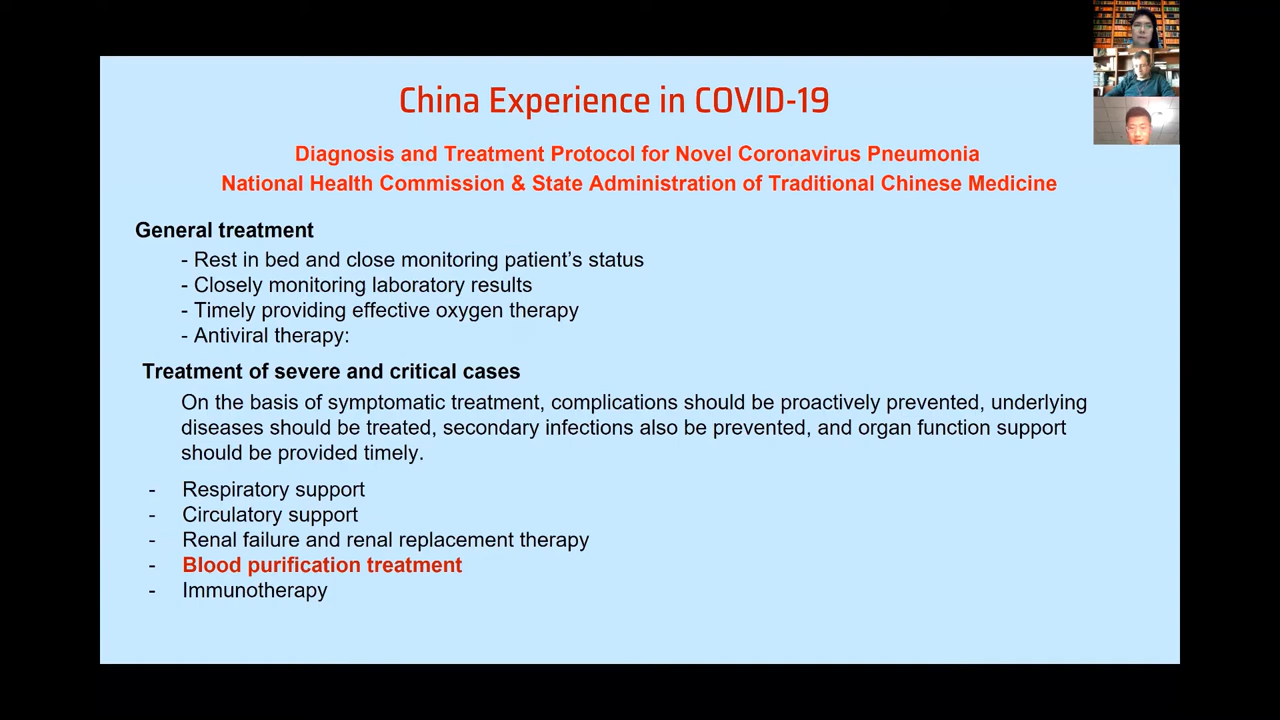 China Experience in COVID-19
Diagnosis and Treatment Protocol for Novel Coronavirus Pneumonia
National Health Commission & State Administration of Traditional Chinese Medicine
General treatment
- Rest in bed and close monitoring patient's status
- Closely monitoring laboratory results
- Timely providing effective oxygen therapy
- Antiviral therapy:
Treatment of severe and critical cases
On the basis of symptomatic treatment, complications should be proactively prevented, underlying
diseases should be treated, secondary infections also be prevented, and organ function support
should be provided timely.
- Respiratory support
- Circulatory support
- Renal failure and renal replacement therapy
- Blood purification treatment
- Immunotherapy